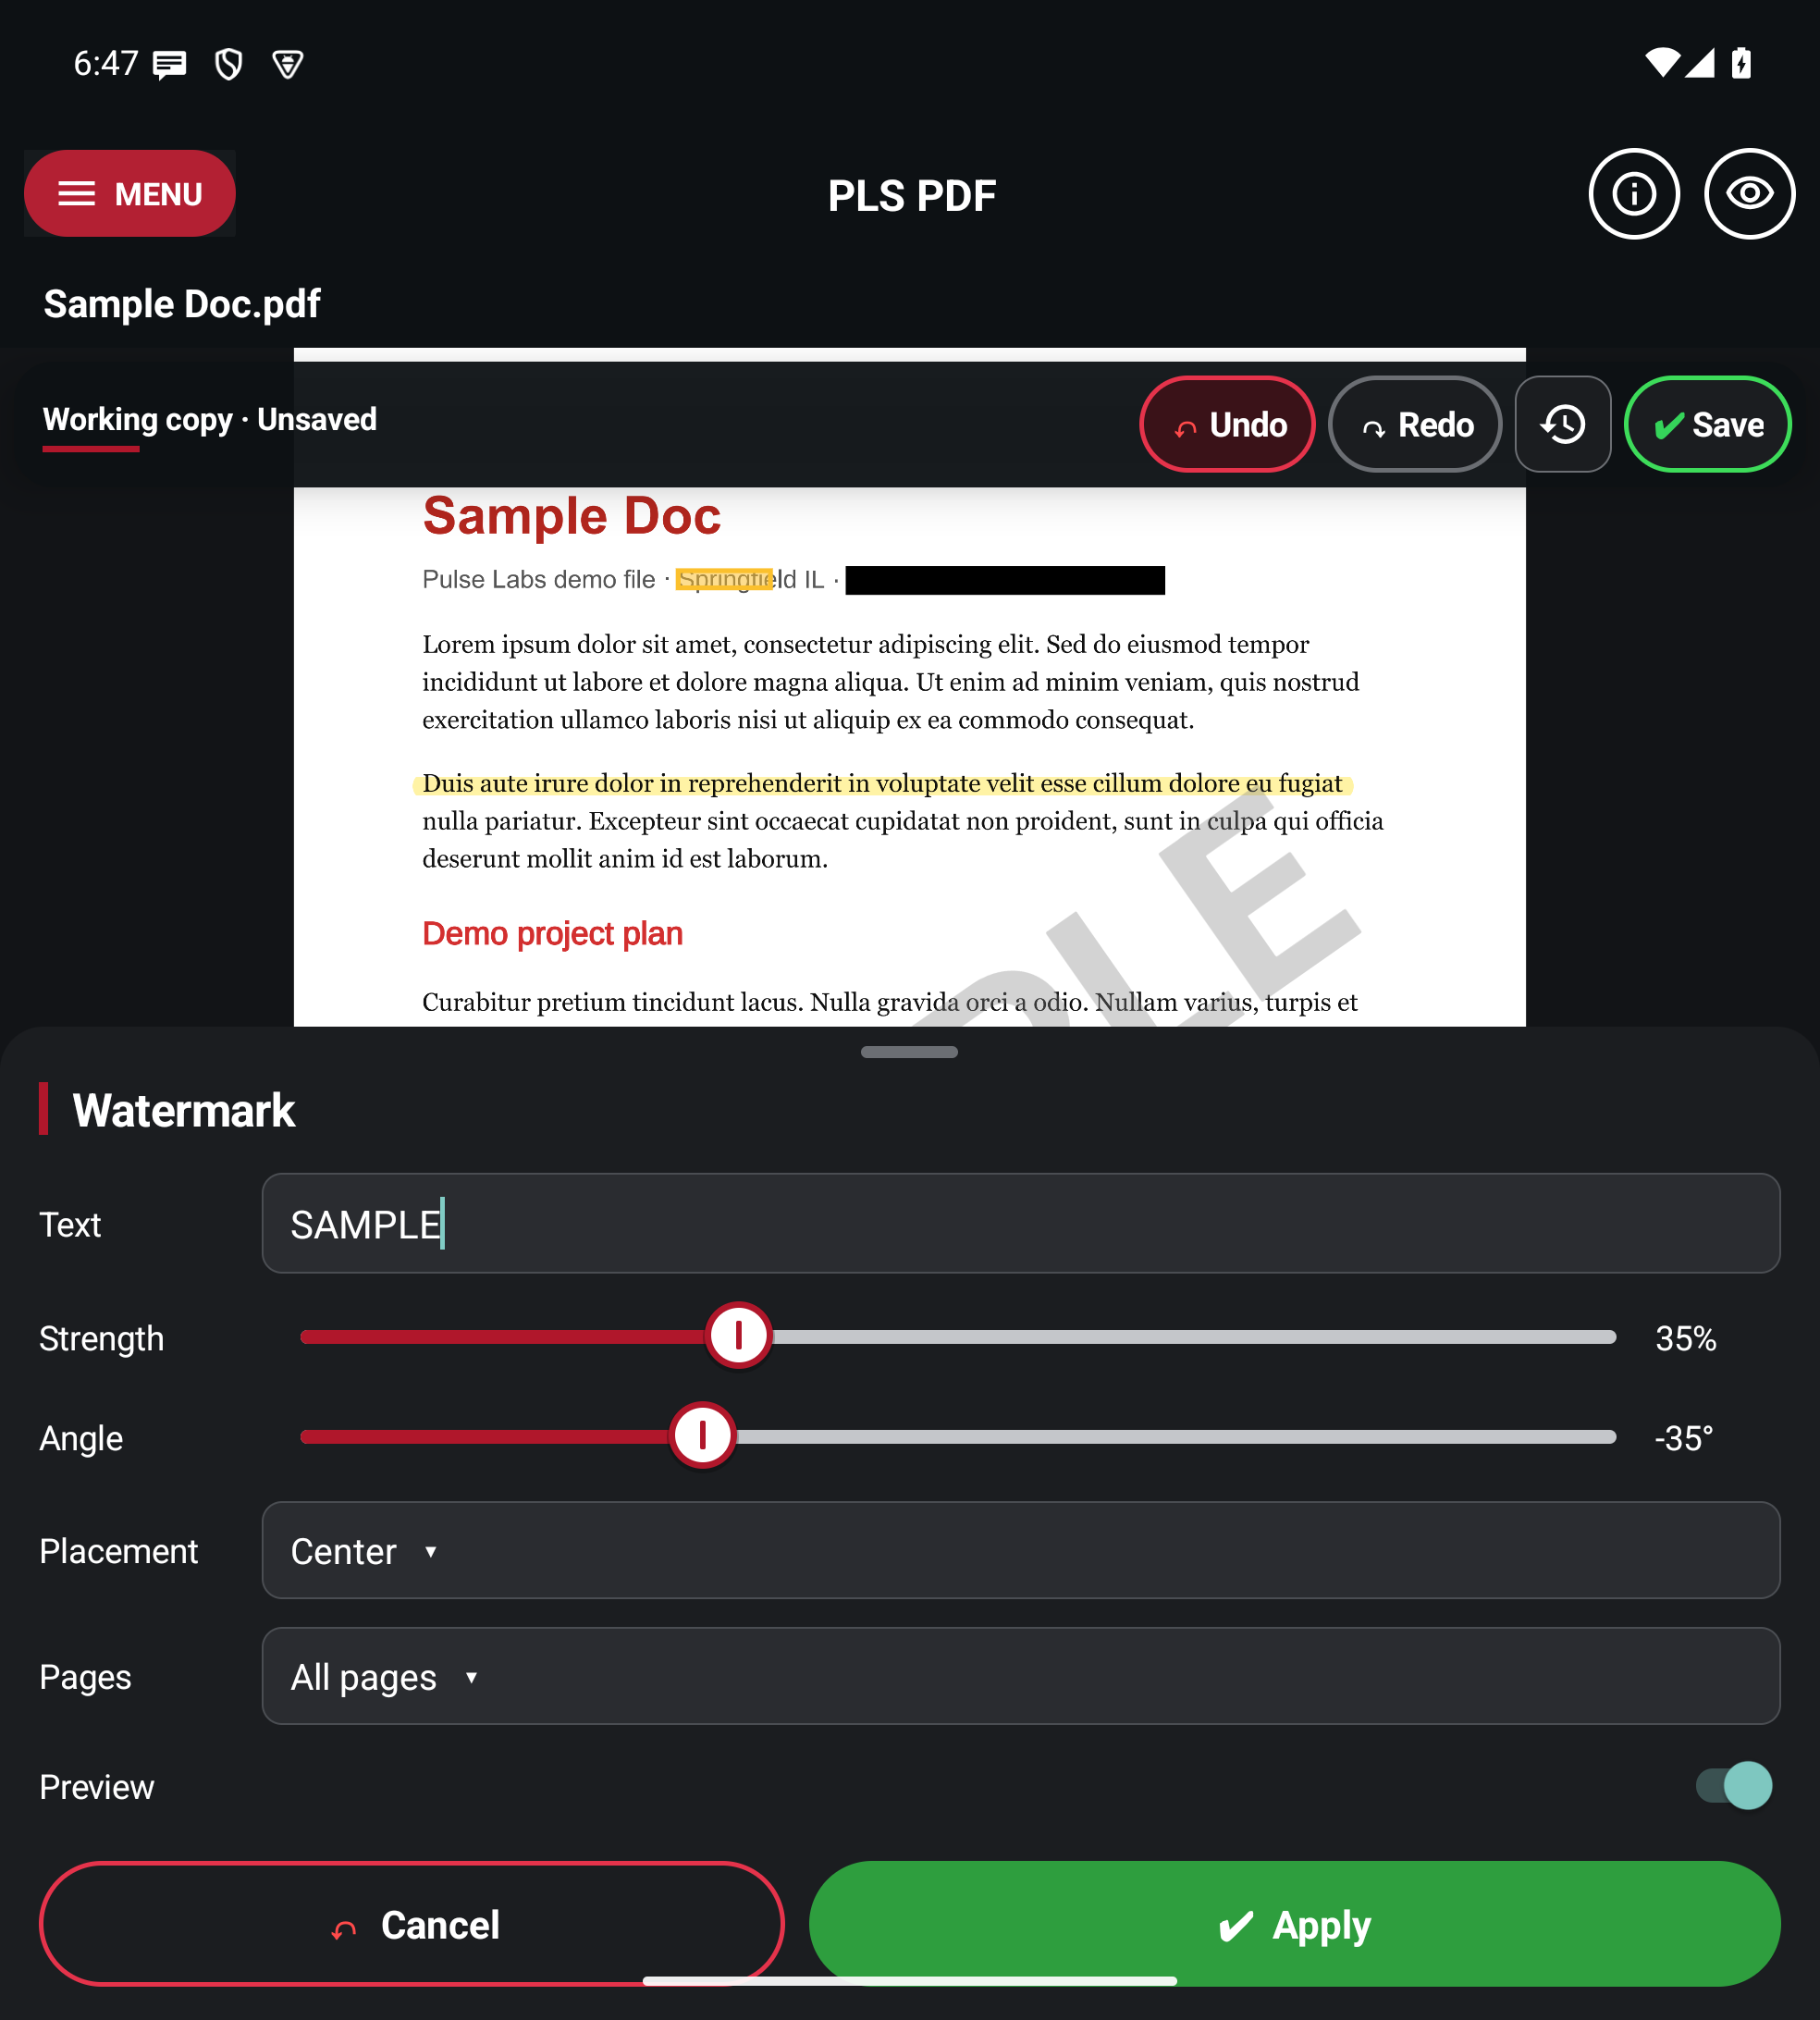 6:47
MENU
PLS PDF
Sample Doc.pdf
Working copy · Unsaved
Undo
Redo
Save
Sample Doc
Pulse Labs demo file · Springfield IL ·
Lorem ipsum dolor sit amet, consectetur adipiscing elit. Sed do eiusmod tempor
incididunt ut labore et dolore magna aliqua. Ut enim ad minim veniam, quis nostrud
exercitation ullamco laboris nisi ut aliquip ex ea commodo consequat.
Duis aute irure dolor in reprehenderit in voluptate velit esse cillum dolore eu fugiat
nulla pariatur. Excepteur sint occaecat cupidatat non proident, sunt in culpa qui officia
deserunt mollit anim id est laborum.
Demo project plan
Curabitur pretium tincidunt lacus. Nulla gravida orci a odio. Nullam varius, turpis et
PLE
Watermark
Text
SAMPLE
Strength
35%
Angle
-35°
Placement
Center
Pages
All pages
Preview
Cancel
Apply